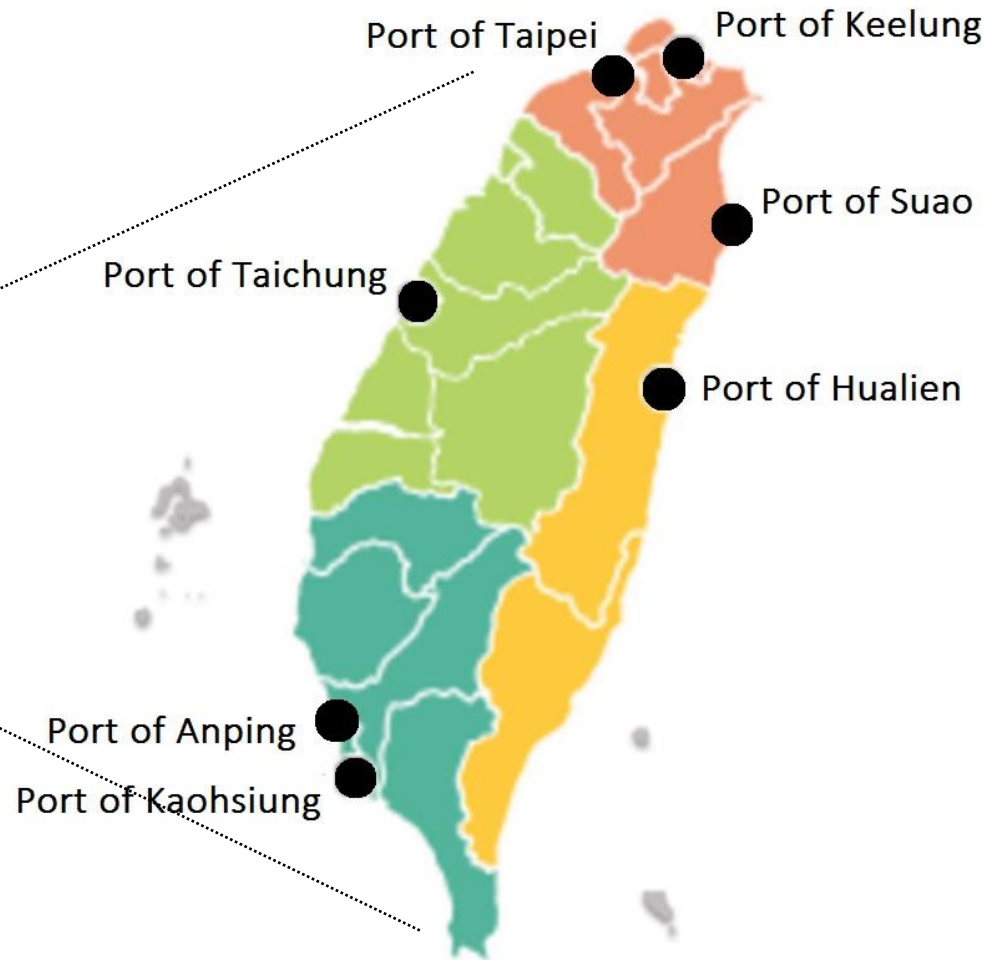 Port of Keelung
Port of Taipei
Port of Suao
Port of Taichung
Port of Hualien
Port of Anping
Port of Kaohsiung